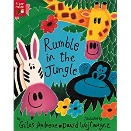 Rumble
in the
Jungle
Giles Andreae
David Wojtowycz